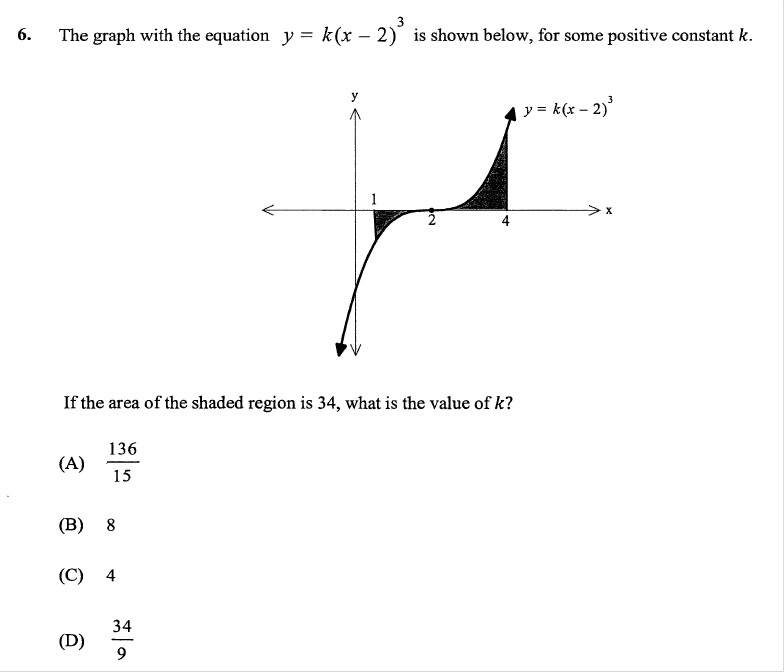 6. The graph with the equation y = k(x – 2)³ is shown below, for some positive constant k.
y
y = k(x – 2)³
1
x
2
4
If the area of the shaded region is 34, what is the value of k?
(A) 136/15
(B) 8
(C) 4
(D) 34/9